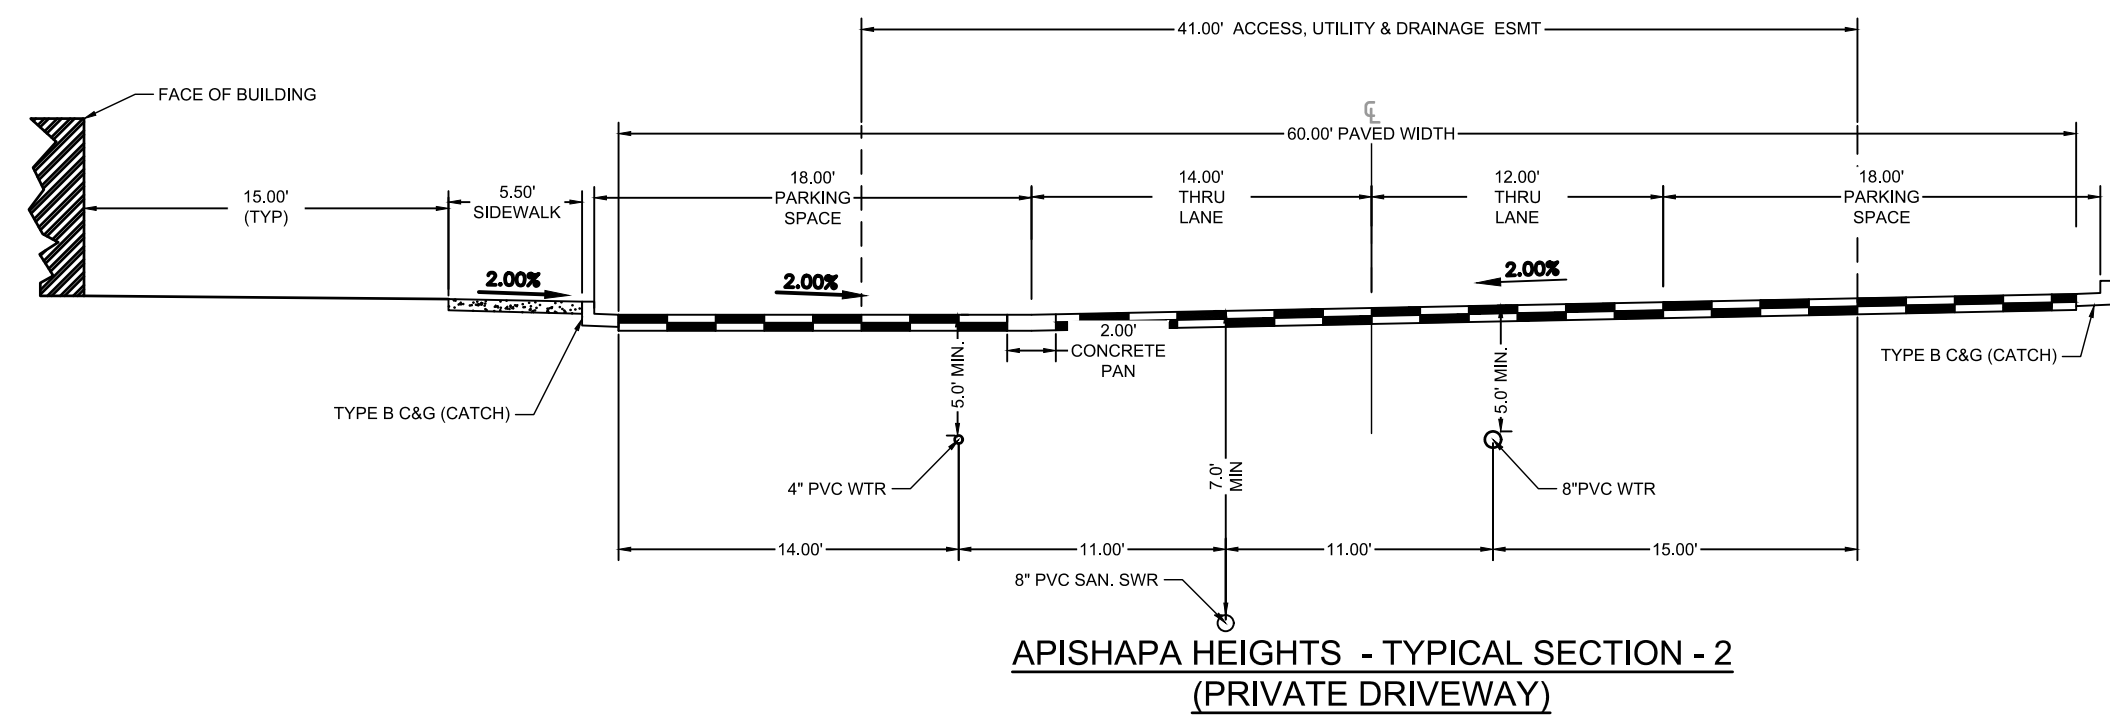 41.00' ACCESS, UTILITY & DRAINAGE ESMT
FACE OF BUILDING
CL
60.00' PAVED WIDTH
15.00'
(TYP)
5.50'
SIDEWALK
18.00'
PARKING
SPACE
14.00'
THRU
LANE
12.00'
THRU
LANE
18.00'
PARKING
SPACE
2.00%
2.00%
2.00%
2.00'
CONCRETE
PAN
TYPE B C&G (CATCH)
TYPE B C&G (CATCH)
5.0' MIN.
5.0' MIN.
7.0'
MIN
4" PVC WTR
8"PVC WTR
14.00'
11.00'
11.00'
15.00'
8" PVC SAN. SWR
APISHAPA HEIGHTS - TYPICAL SECTION - 2
(PRIVATE DRIVEWAY)